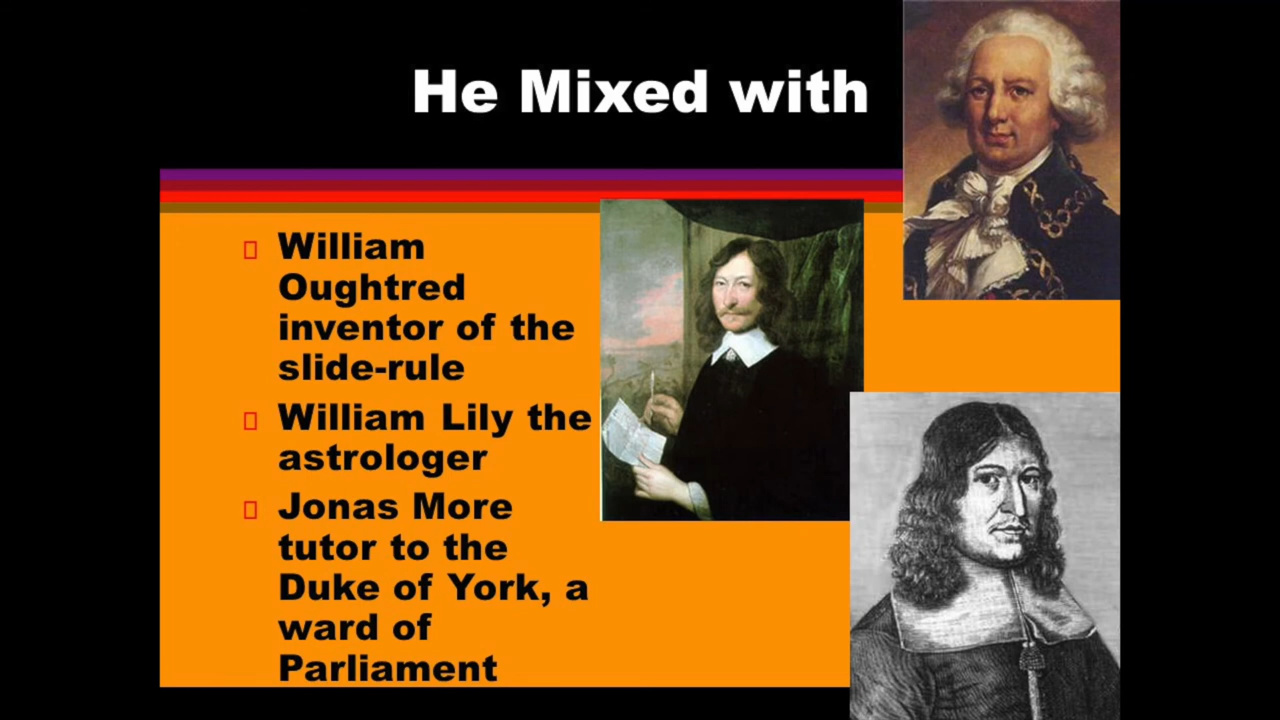 He Mixed with
William
Oughtred
inventor of the
slide-rule
William Lily the
astrologer
Jonas More
tutor to the
Duke of York, a
ward of
Parliament